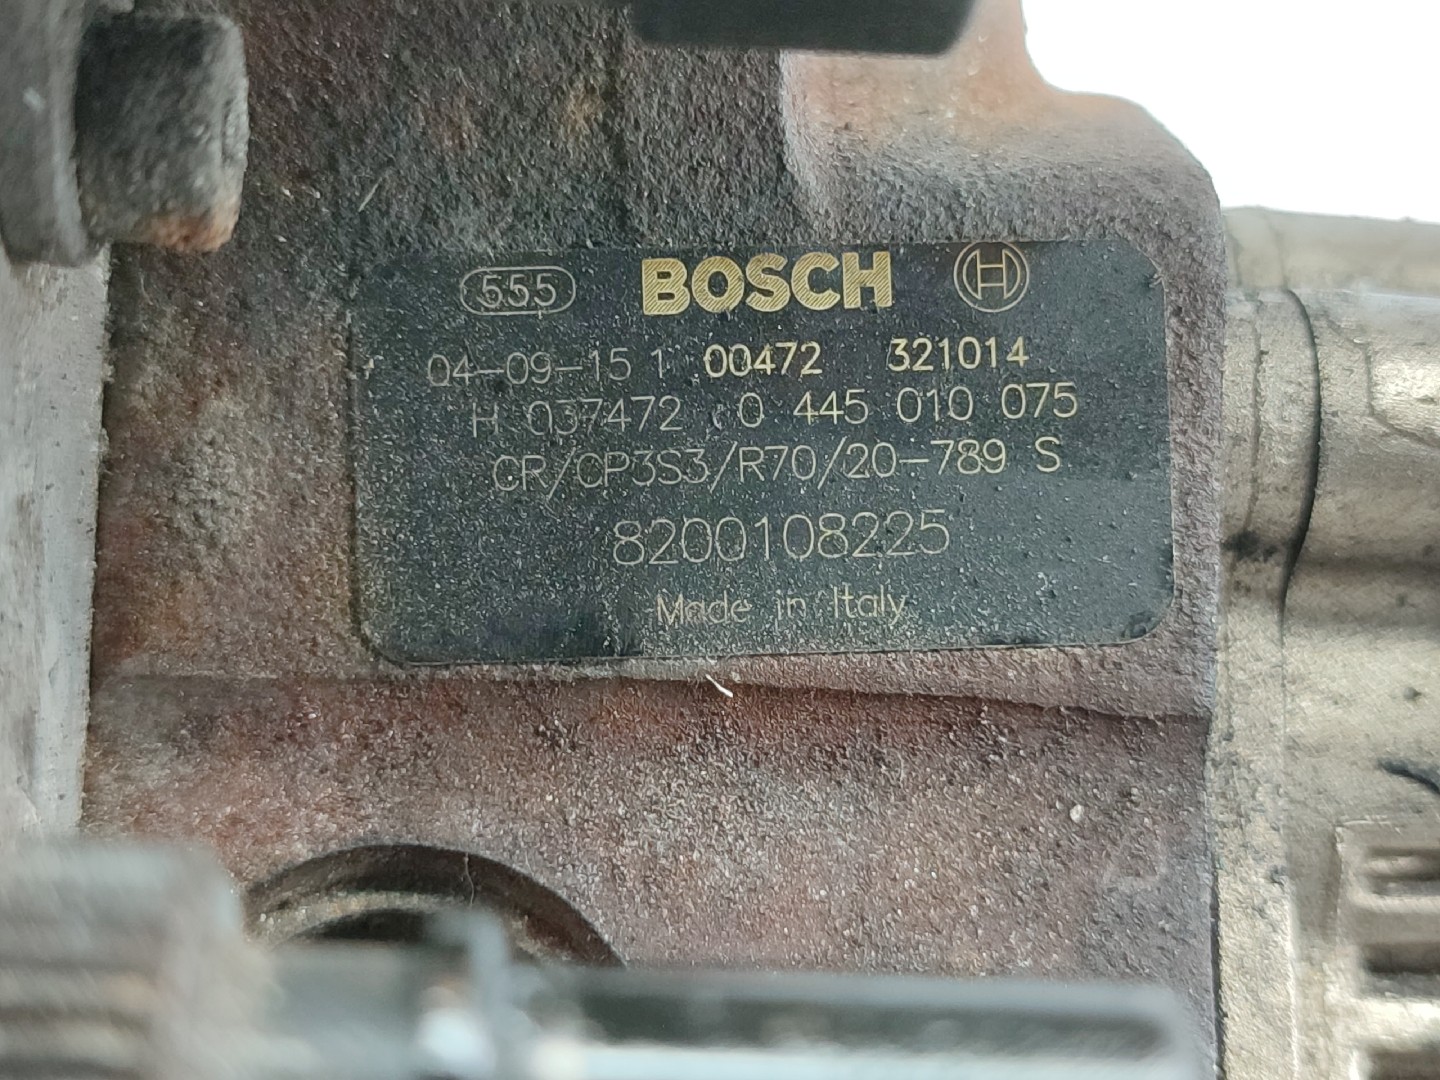 555 BOSCH
04-09-15 1 00472 321014
H 037472 0 445 010 075
CR/CP3S3/R70/20-789 S
8200108225
Made in Italy